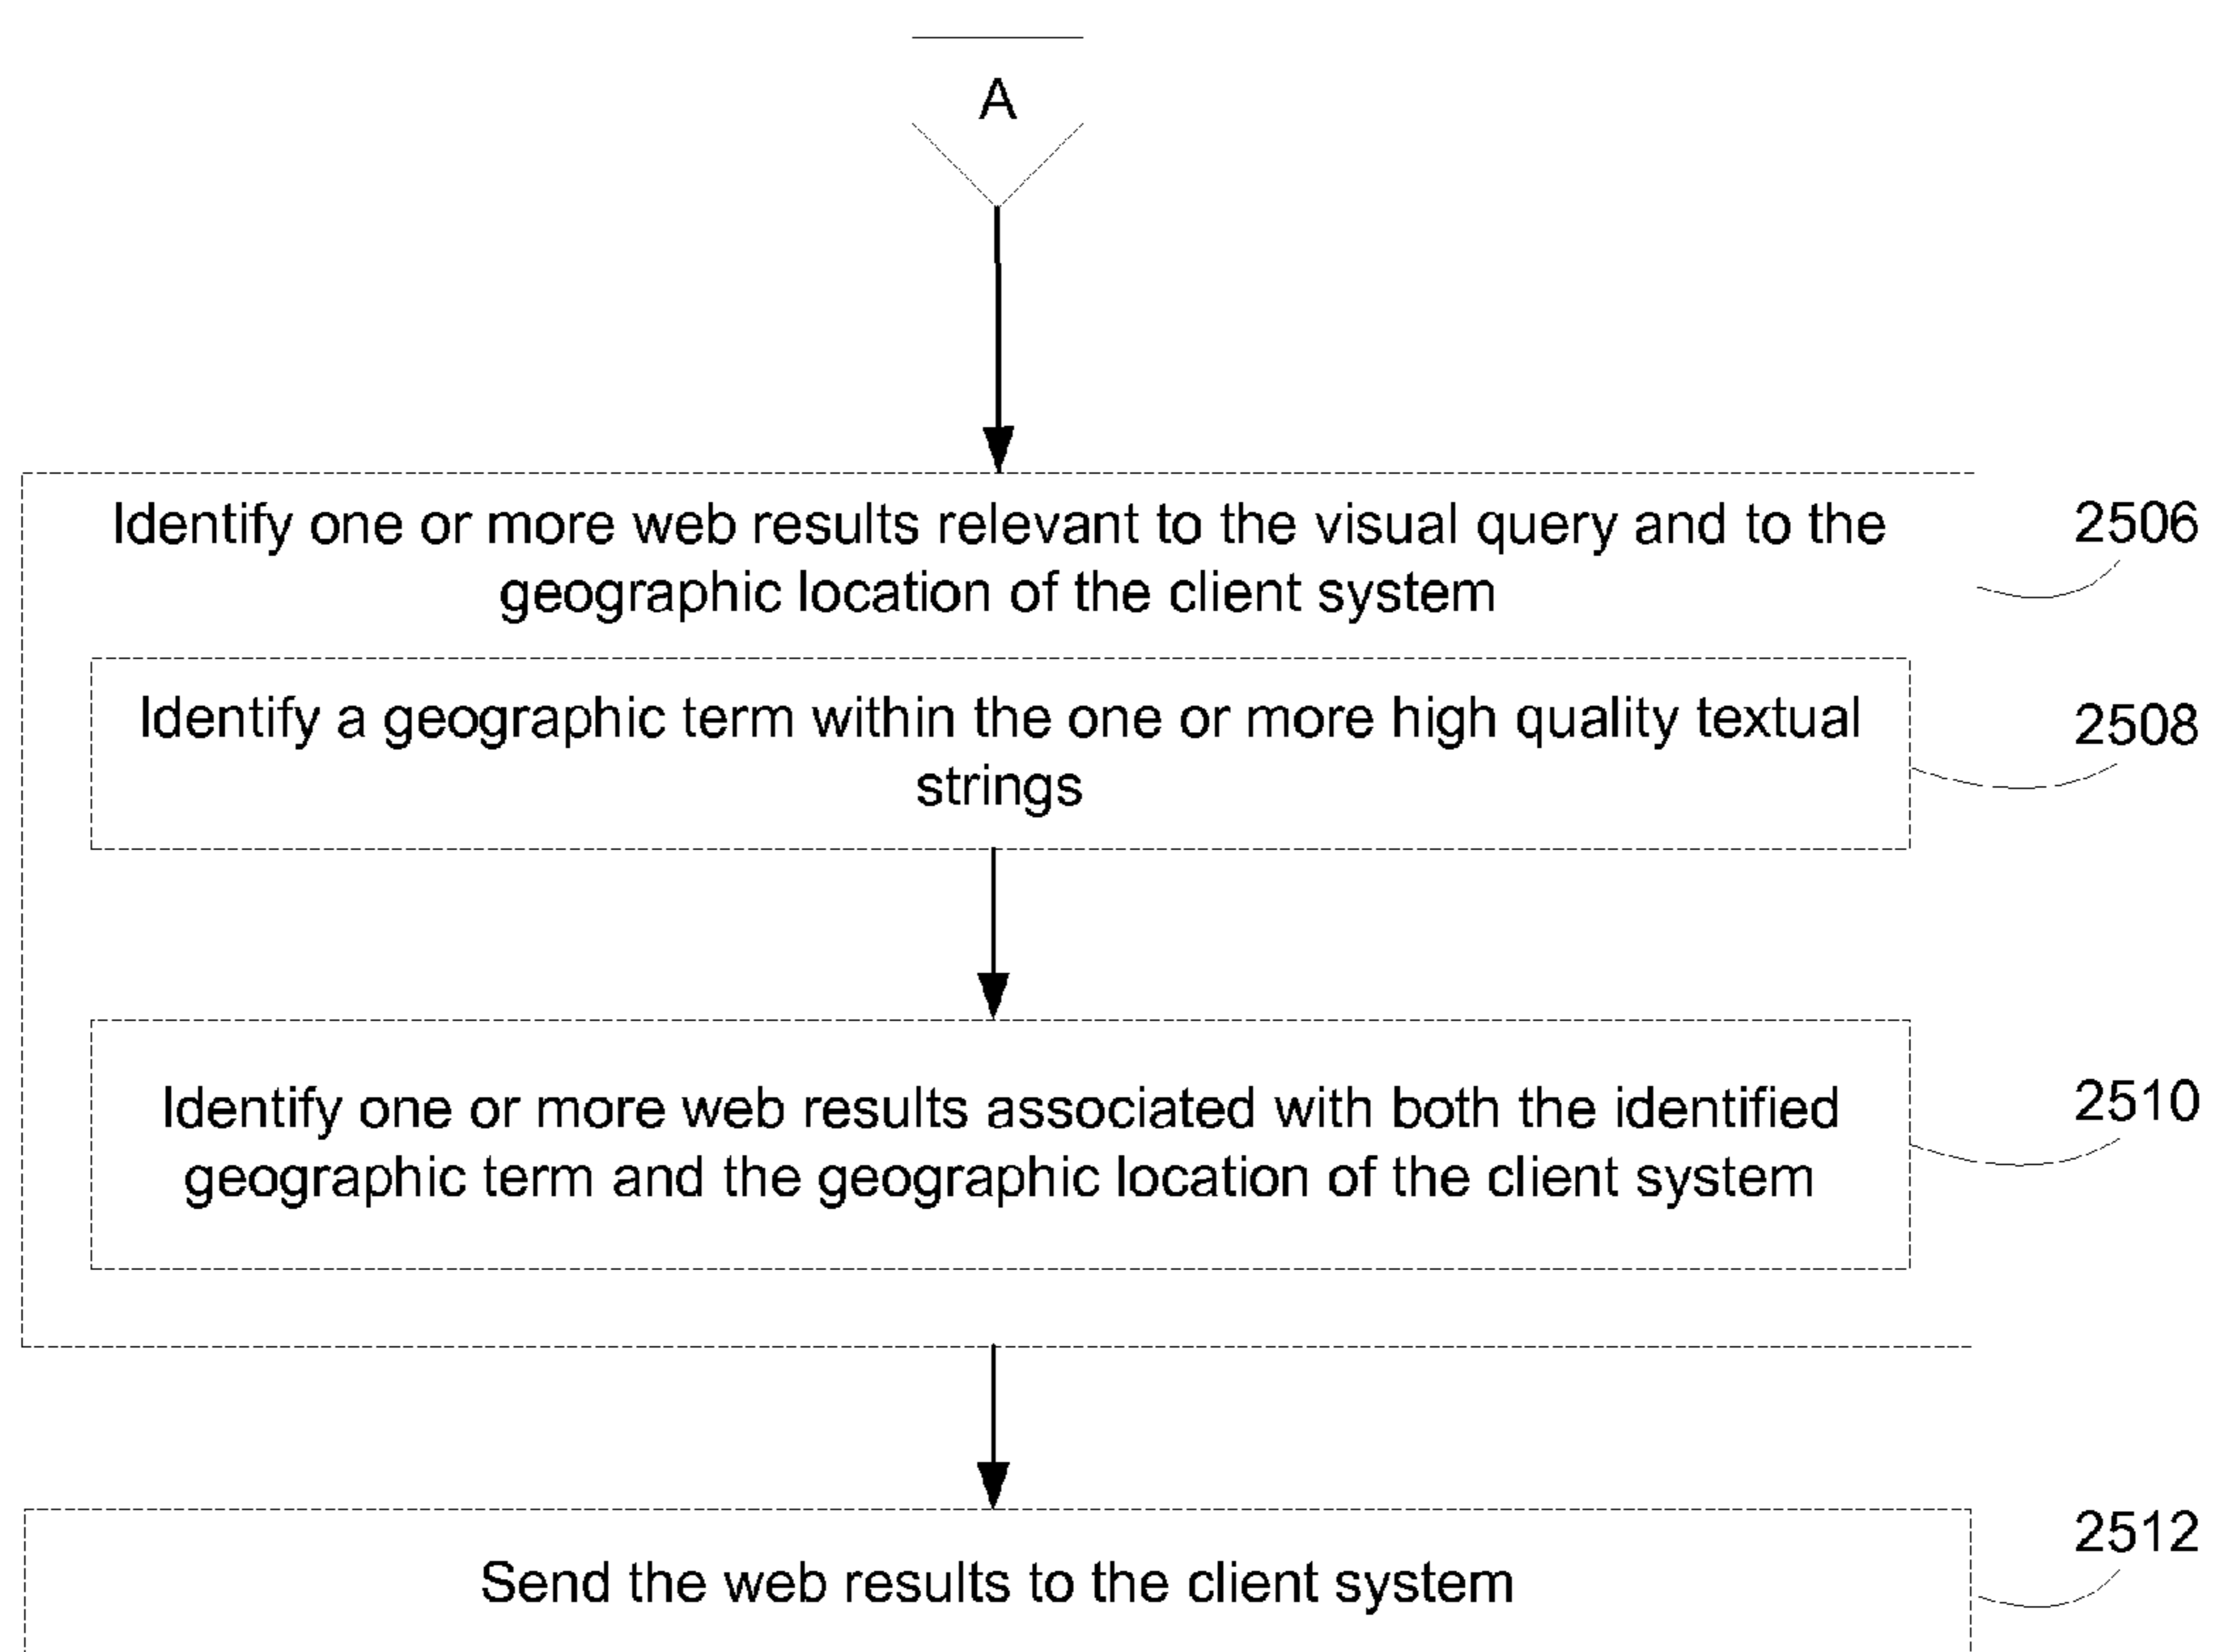 A
Identify one or more web results relevant to the visual query and to the
geographic location of the client system
2506
Identify a geographic term within the one or more high quality textual
strings
2508
Identify one or more web results associated with both the identified
geographic term and the geographic location of the client system
2510
Send the web results to the client system
2512